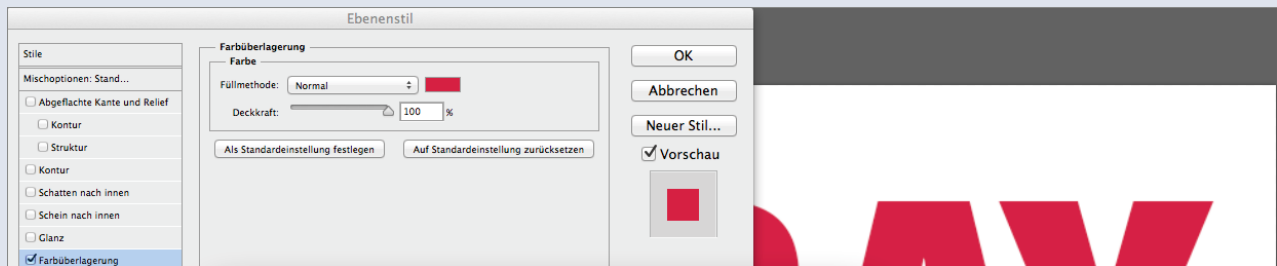 Ebenenstil
Stile
Mischoptionen: Stand...
Abgeflachte Kante und Relief
Kontur
Struktur
Kontur
Schatten nach innen
Schein nach innen
Glanz
Farbüberlagerung
Farbüberlagerung
Farbe
Füllmethode: Normal
Deckkraft: 100 %
Als Standardeinstellung festlegen Auf Standardeinstellung zurücksetzen
OK
Abbrechen
Neuer Stil...
Vorschau
AY